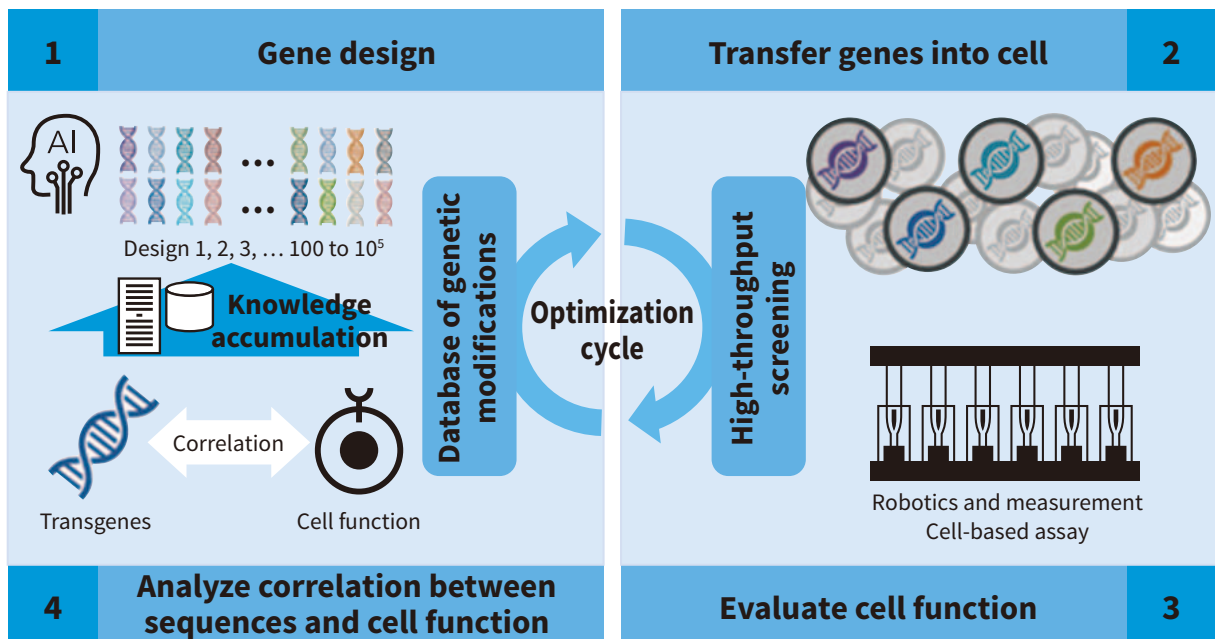 1
Gene design
Transfer genes into cell
2
AI
...
...
Design 1, 2, 3, … 100 to 10⁵
Knowledge
accumulation
Transgenes
Correlation
Cell function
Database of genetic
modifications
Optimization
cycle
High-throughput
screening
Robotics and measurement
Cell-based assay
4
Analyze correlation between
sequences and cell function
Evaluate cell function
3